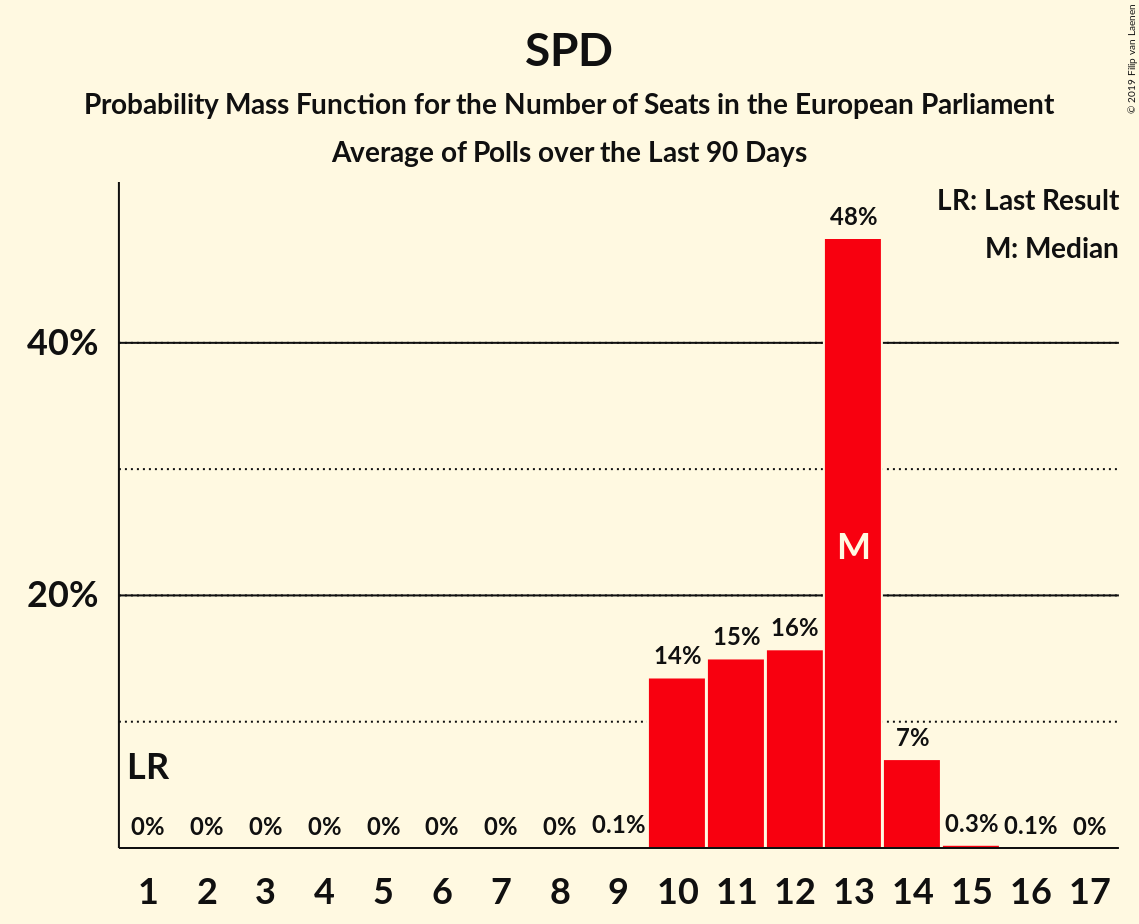 SPD
Probability Mass Function for the Number of Seats in the European Parliament
Average of Polls over the Last 90 Days
© 2019 Filip van Laenen
LR: Last Result
M: Median
48%
40%
M
20%
14% 15% 16%
7%
LR
0% 0% 0% 0% 0% 0% 0% 0% 0.1% 0.3% 0.1% 0%
1 2 3 4 5 6 7 8 9 10 11 12 13 14 15 16 17